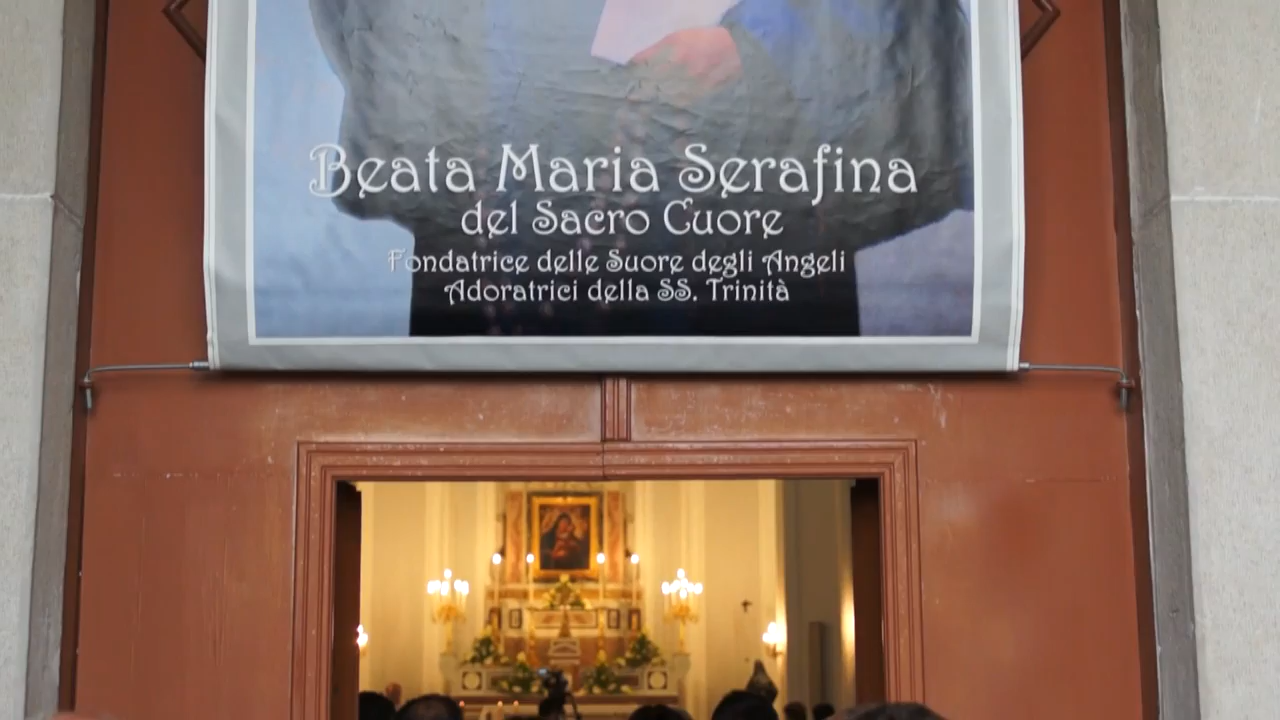 Beata Maria Serafina
del Sacro Cuore
Fondatrice delle Suore degli Angeli
Adoratrici della SS. Trinità